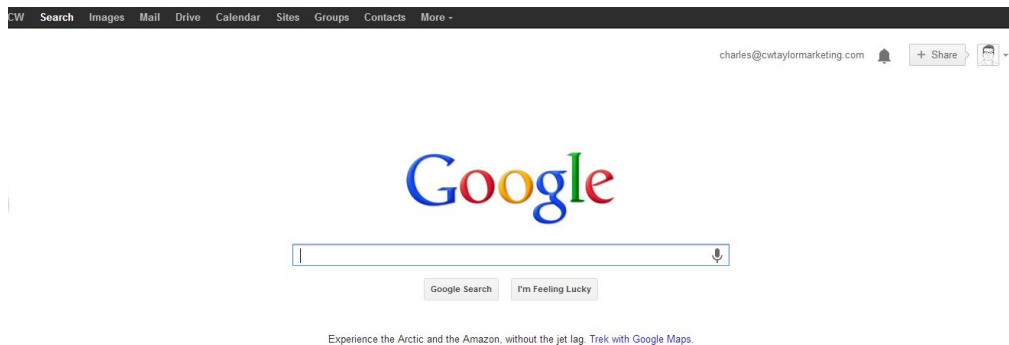 CW Search Images Mail Drive Calendar Sites Groups Contacts More
charles@cwtaylormarketing.com + Share
Google
Google Search I'm Feeling Lucky
Experience the Arctic and the Amazon, without the jet lag. Trek with Google Maps.